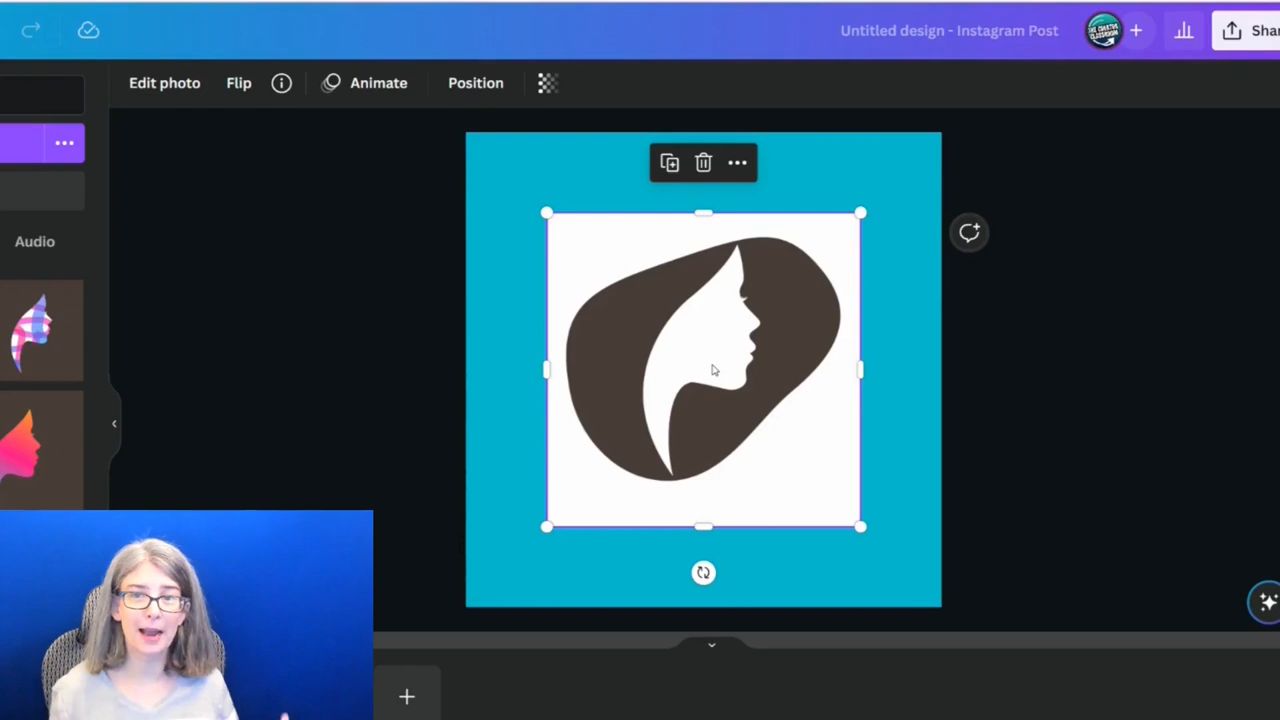 Untitled design - Instagram Post
Edit photo
Flip
Animate
Position
Audio